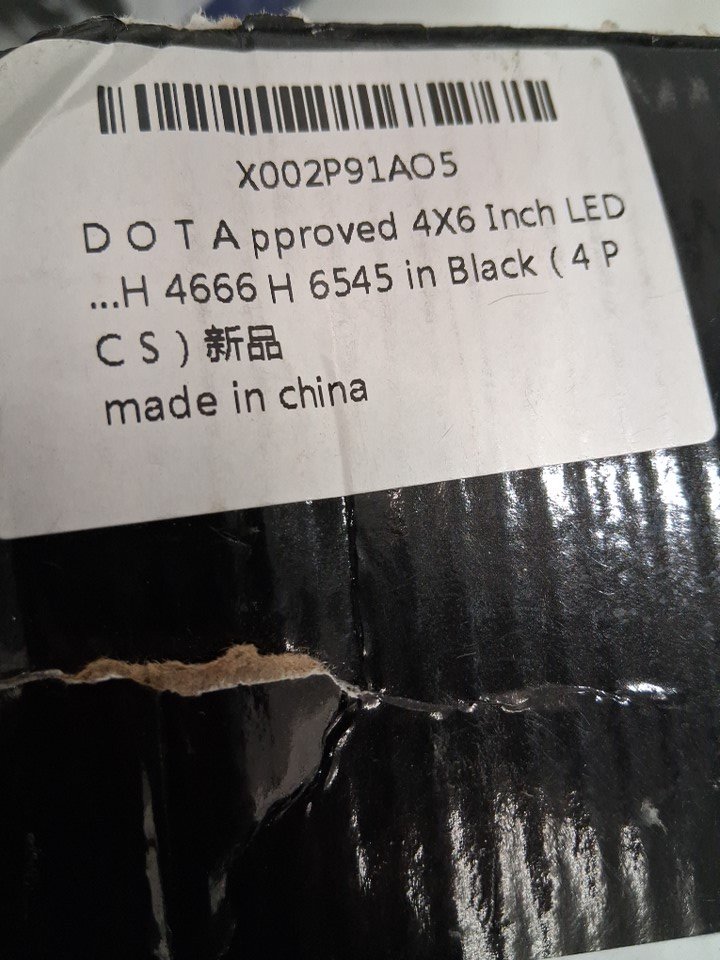 X002P91AO5
D O T A pproved 4X6 Inch LED
...H 4666 H 6545 in Black ( 4 P
C S ) 新品
made in china